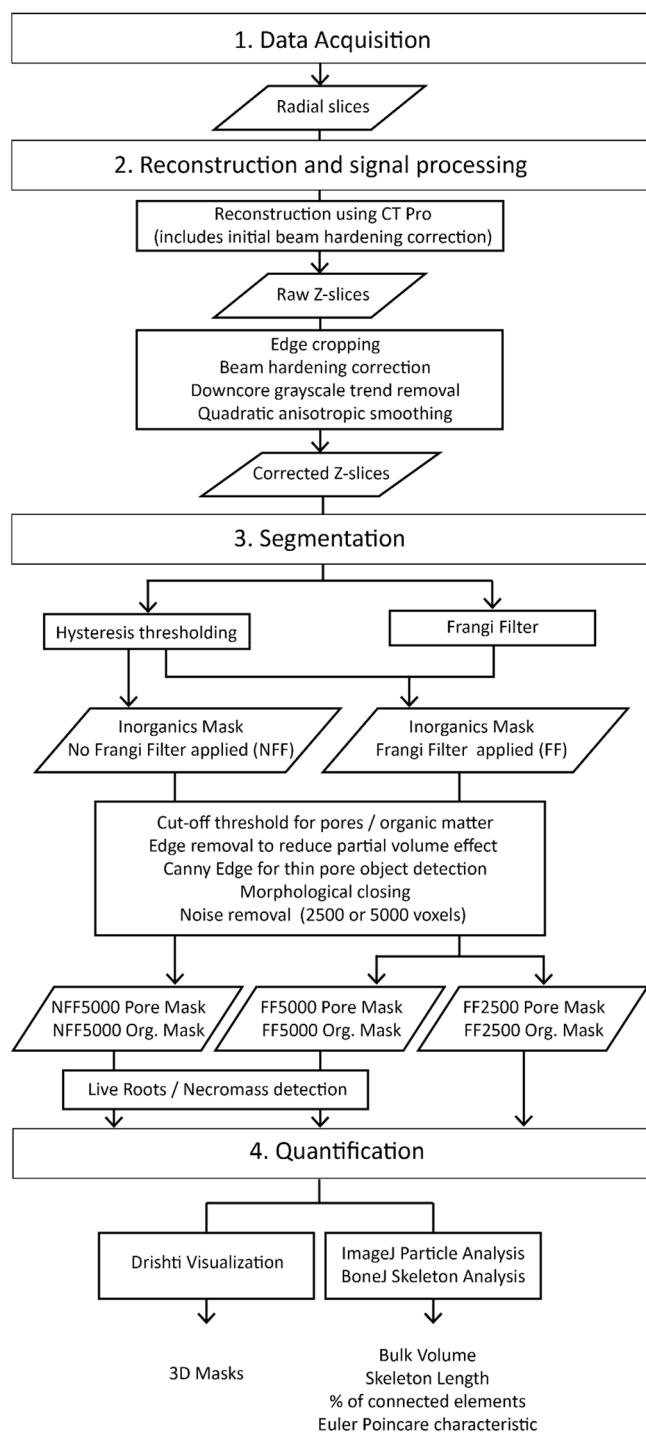 1. Data Acquisition
Radial slices
2. Reconstruction and signal processing
Reconstruction using CT Pro
(includes initial beam hardening correction)
Raw Z-slices
Edge cropping
Beam hardening correction
Downcore grayscale trend removal
Quadratic anisotropic smoothing
Corrected Z-slices
3. Segmentation
Hysteresis thresholding
Frangi Filter
Inorganics Mask
No Frangi Filter applied (NFF)
Inorganics Mask
Frangi Filter applied (FF)
Cut-off threshold for pores / organic matter
Edge removal to reduce partial volume effect
Canny Edge for thin pore object detection
Morphological closing
Noise removal (2500 or 5000 voxels)
NFF5000 Pore Mask
NFF5000 Org. Mask
FF5000 Pore Mask
FF5000 Org. Mask
FF2500 Pore Mask
FF2500 Org. Mask
Live Roots / Necromass detection
4. Quantification
Drishti Visualization
ImageJ Particle Analysis
BoneJ Skeleton Analysis
3D Masks
Bulk Volume
Skeleton Length
% of connected elements
Euler Poincare characteristic